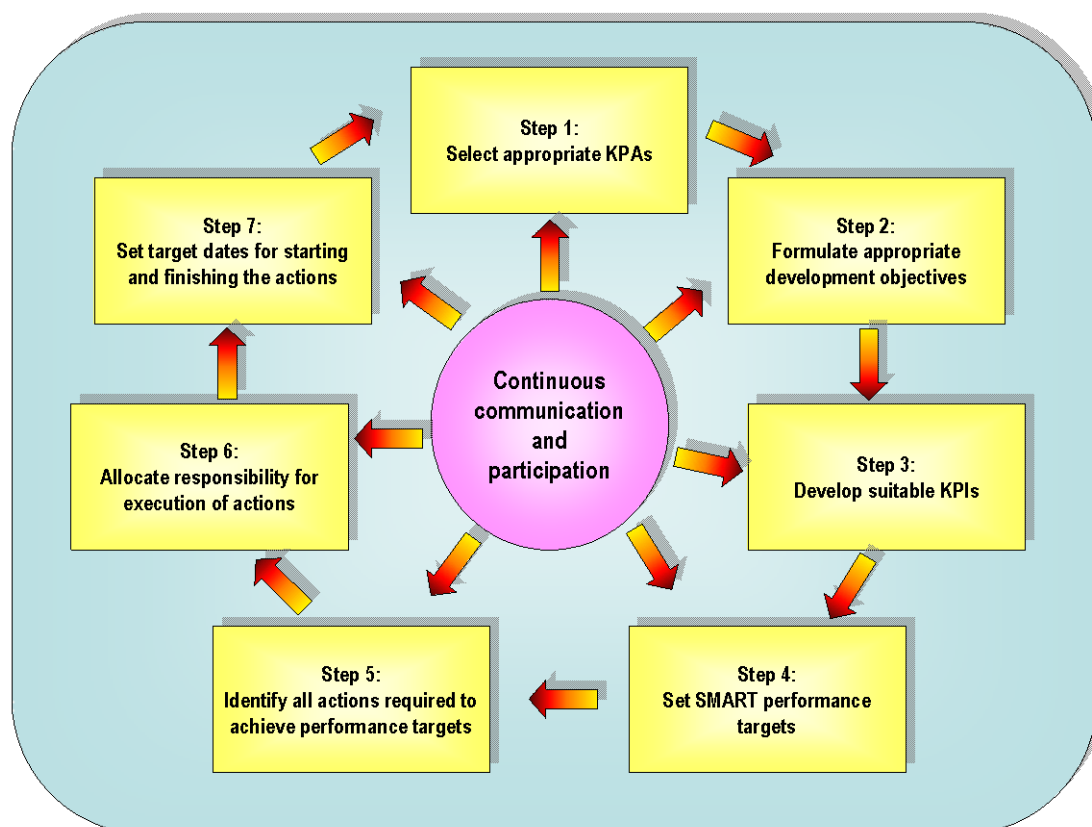 Step 1:
Select appropriate KPAs
Step 2:
Formulate appropriate
development objectives
Step 3:
Develop suitable KPIs
Step 4:
Set SMART performance
targets
Step 5:
Identify all actions required to
achieve performance targets
Step 6:
Allocate responsibility for
execution of actions
Step 7:
Set target dates for starting
and finishing the actions
Continuous
communication
and
participation